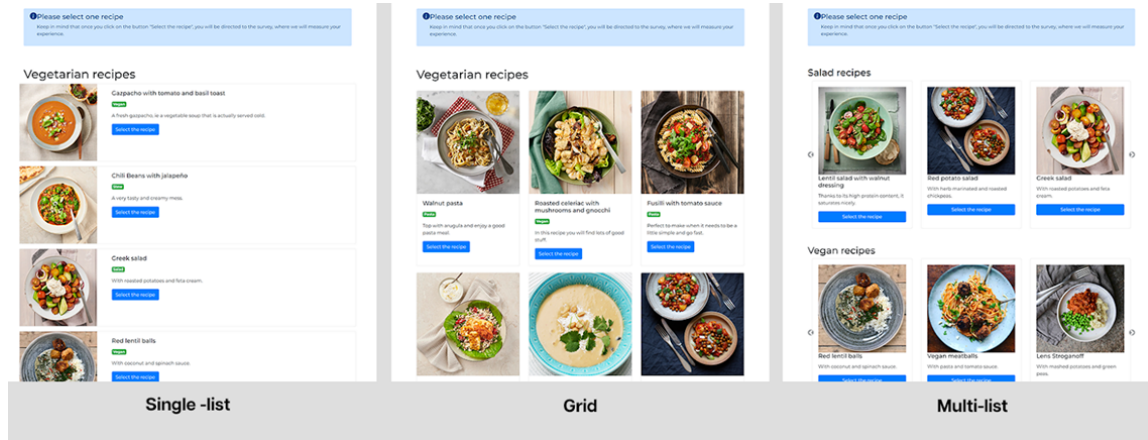 Please select one recipe
Keep in mind that once you click on the button "Select the recipe", you will be directed to the survey, where we will measure your
experience.
Vegetarian recipes
Gazpacho with tomato and basil toast
Vegan
A fresh gazpacho, ie a vegetable soup that is actually served cold.
Select the recipe
Chili Beans with jalapeño
A very tasty and creamy mess.
Select the recipe
Greek salad
Salad
With roasted potatoes and feta cream.
Select the recipe
Red lentil balls
Vegan
With coconut and spinach sauce.
Select the recipe
Single -list
Please select one recipe
Keep in mind that once you click on the button "Select the recipe", you will be directed to the survey, where we will measure your
experience.
Vegetarian recipes
Walnut pasta
Pasta
Top with arugula and enjoy a good
pasta meal.
Select the recipe
Roasted celeriac with
mushrooms and gnocchi
Vegan
In this recipe you will find lots of good
stuff.
Select the recipe
Fusilli with tomato sauce
Pasta
Perfect to make when it needs to be a
little simple and go fast.
Select the recipe
Grid
Please select one recipe
Keep in mind that once you click on the button "Select the recipe", you will be directed to the survey, where we will measure your
experience.
Salad recipes
Lentil salad with walnut
dressing
Thanks to its high protein content, it
saturates nicely.
Select the recipe
Red potato salad
With herb marinated and roasted
chickpeas.
Select the recipe
Greek salad
With roasted potatoes and feta
cream.
Select the recipe
Vegan recipes
Red lentil balls
With coconut and spinach sauce.
Select the recipe
Vegan meatballs
With pasta and tomato sauce.
Select the recipe
Lens Stroganoff
With mashed potatoes and green
peas.
Select the recipe
Multi-list